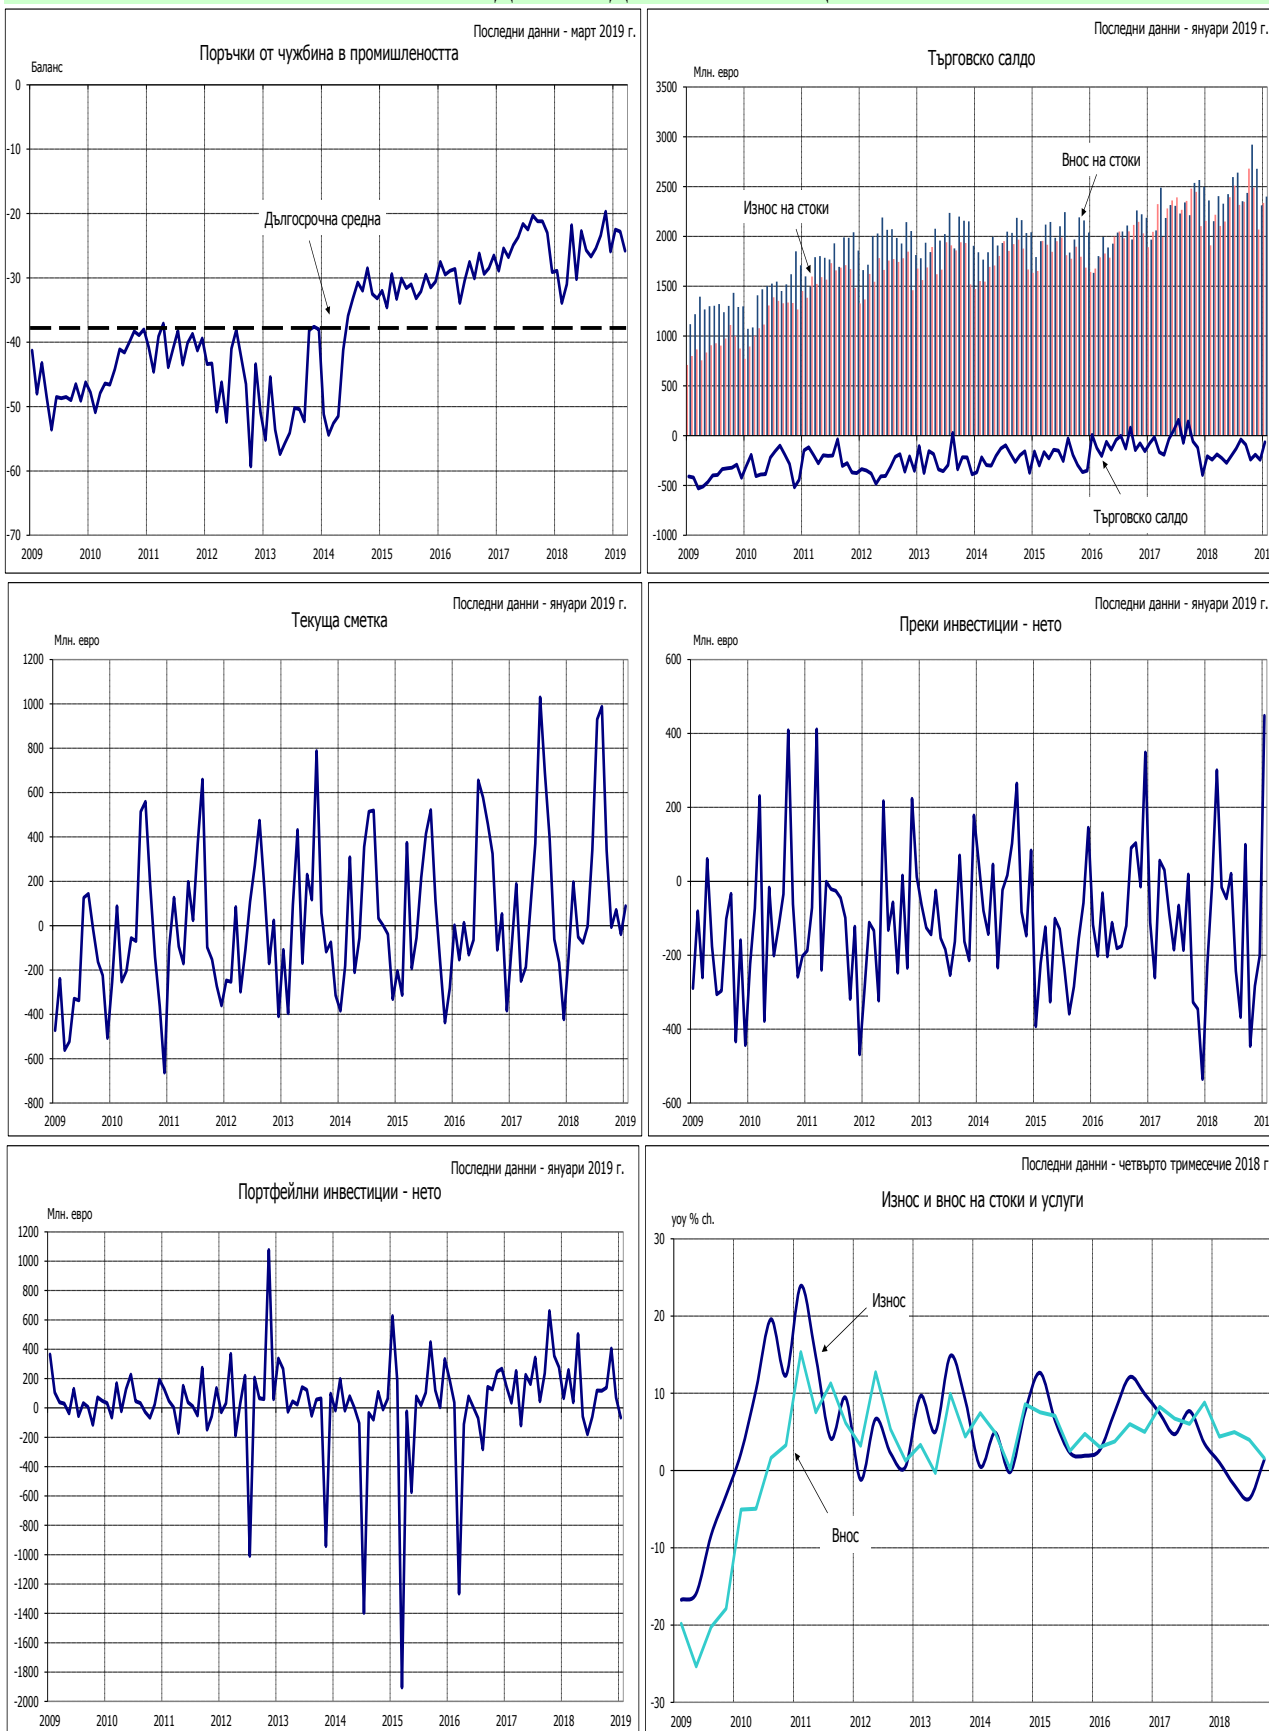 Последни данни - март 2019 г.
Поръчки от чужбина в промишлеността
Баланс
0
-10
-20
-30
-40
-50
-60
-70
Дългосрочна средна
2009 2010 2011 2012 2013 2014 2015 2016 2017 2018 2019
Последни данни - януари 2019 г.
Търговско салдо
Млн. евро
3500
3000
2500
2000
1500
1000
500
0
-500
-1000
Внос на стоки
Износ на стоки
Търговско салдо
2009 2010 2011 2012 2013 2014 2015 2016 2017 2018 201
Последни данни - януари 2019 г.
Текуща сметка
Млн. евро
1200
1000
800
600
400
200
0
-200
-400
-600
-800
2009 2010 2011 2012 2013 2014 2015 2016 2017 2018 2019
Последни данни - януари 2019 г.
Преки инвестиции - нето
Млн. евро
600
400
200
0
-200
-400
-600
2009 2010 2011 2012 2013 2014 2015 2016 2017 2018 201
Последни данни - януари 2019 г.
Портфейлни инвестиции - нето
Млн. евро
1200
1000
800
600
400
200
0
-200
-400
-600
-800
-1000
-1200
-1400
-1600
-1800
-2000
2009 2010 2011 2012 2013 2014 2015 2016 2017 2018 2019
Последни данни - четвърто тримесечие 2018 г
Износ и внос на стоки и услуги
yoy % ch.
30
20
10
0
-10
-20
-30
Износ
Внос
2009 2010 2011 2012 2013 2014 2015 2016 2017 2018